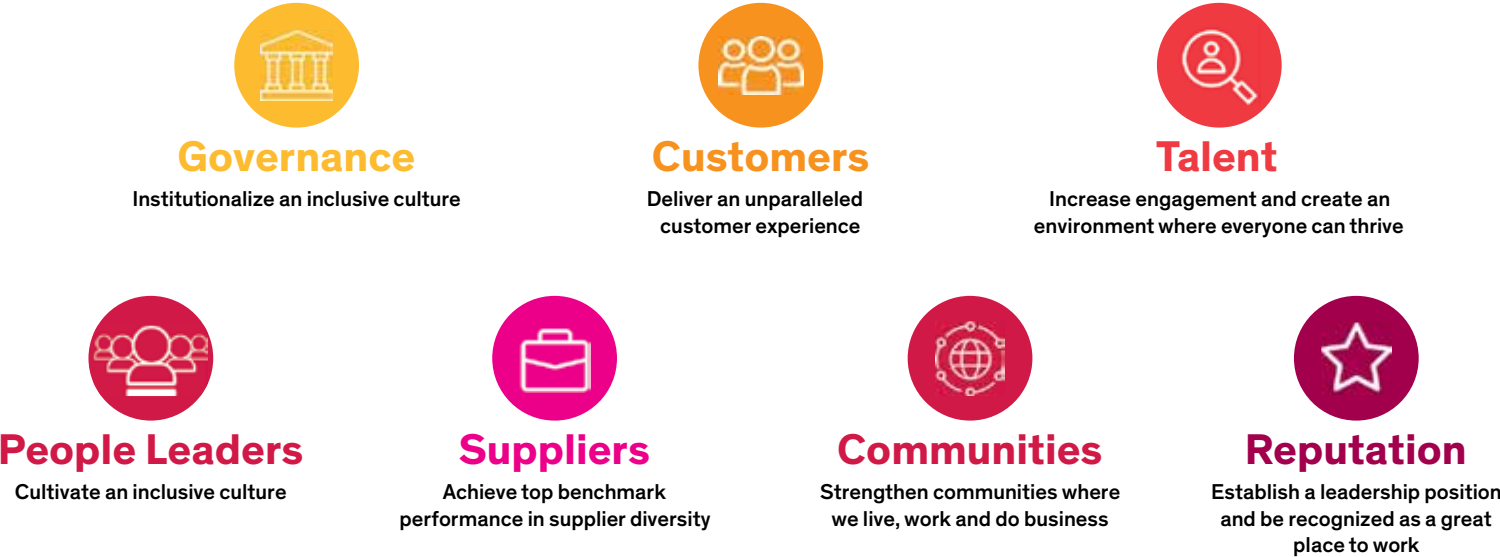 Governance
Institutionalize an inclusive culture
Customers
Deliver an unparalleled
customer experience
Talent
Increase engagement and create an
environment where everyone can thrive
People Leaders
Cultivate an inclusive culture
Suppliers
Achieve top benchmark
performance in supplier diversity
Communities
Strengthen communities where
we live, work and do business
Reputation
Establish a leadership position
and be recognized as a great
place to work